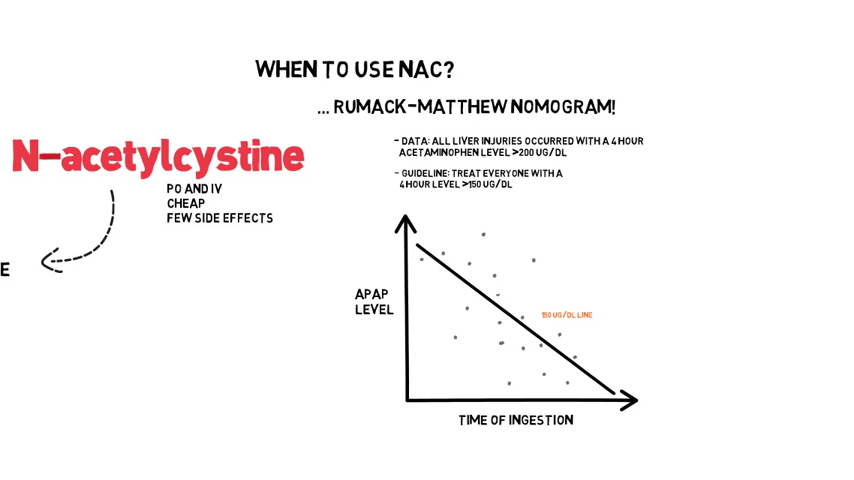 WHEN TO USE NAC?
... RUMACK-MATTHEW NOMOGRAM!
N-acetylcystine
PO AND IV
CHEAP
FEW SIDE EFFECTS
E
- DATA: ALL LIVER INJURIES OCCURRED WITH A 4 HOUR
ACETAMINOPHEN LEVEL >200 UG/DL
- GUIDELINE: TREAT EVERYONE WITH A
4 HOUR LEVEL >150 UG/DL
APAP
LEVEL
150 UG/DL LINE
TIME OF INGESTION